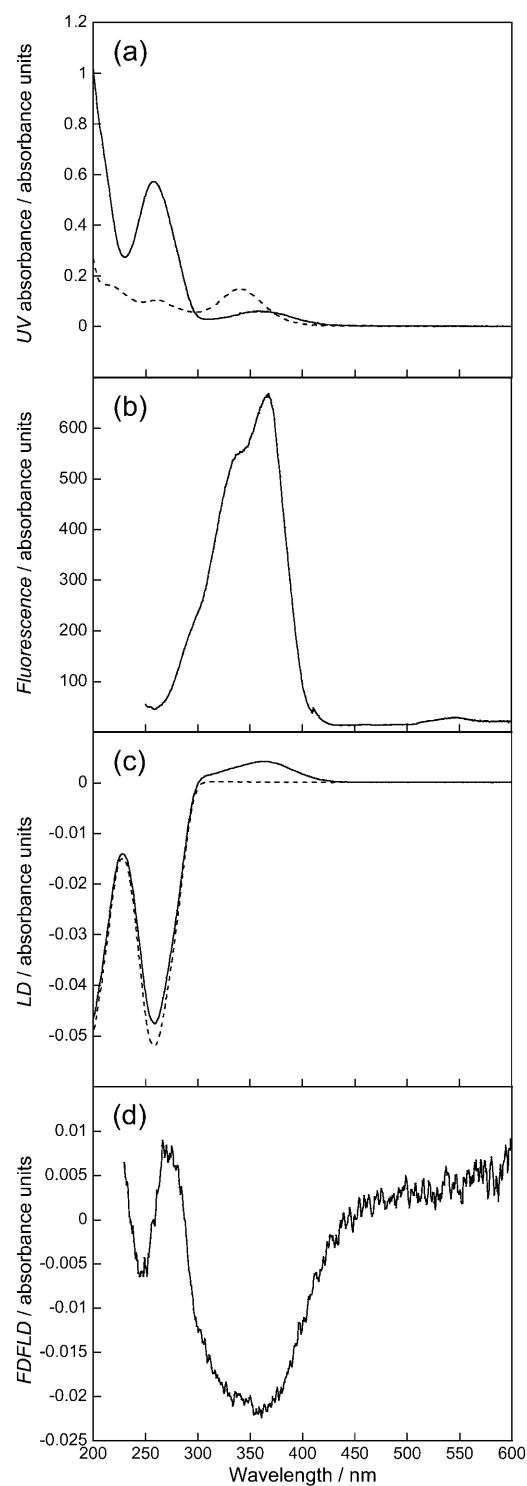 (a)
UV absorbance / absorbance units
1.2
1
0.8
0.6
0.4
0.2
0
(b)
Fluorescence / absorbance units
600
500
400
300
200
100
(c)
LD / absorbance units
0
-0.01
-0.02
-0.03
-0.04
-0.05
(d)
FDFLD / absorbance units
0.01
0.005
0
-0.005
-0.01
-0.015
-0.02
-0.025
200 250 300 350 400 450 500 550 600
Wavelength / nm